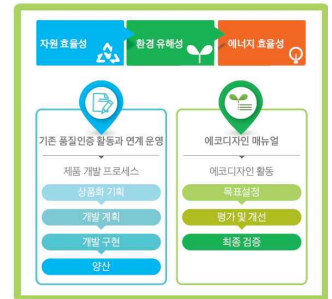 자원 효율성
환경 유해성
에너지 효율성
기존 품질인증 활동과 연계 운영
제품 개발 프로세스
상품화 기획
개발 계획
개발 구현
양산
에코디자인 매뉴얼
에코디자인 활동
목표설정
평가 및 개선
최종 검증